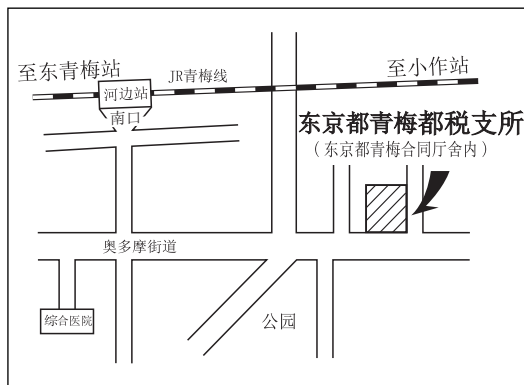 至东青梅站
JR青梅线
至小作站
河边站
南口
东京都青梅都税支所
（东京都青梅合同厅舍内）
奥多摩街道
综合医院
公园